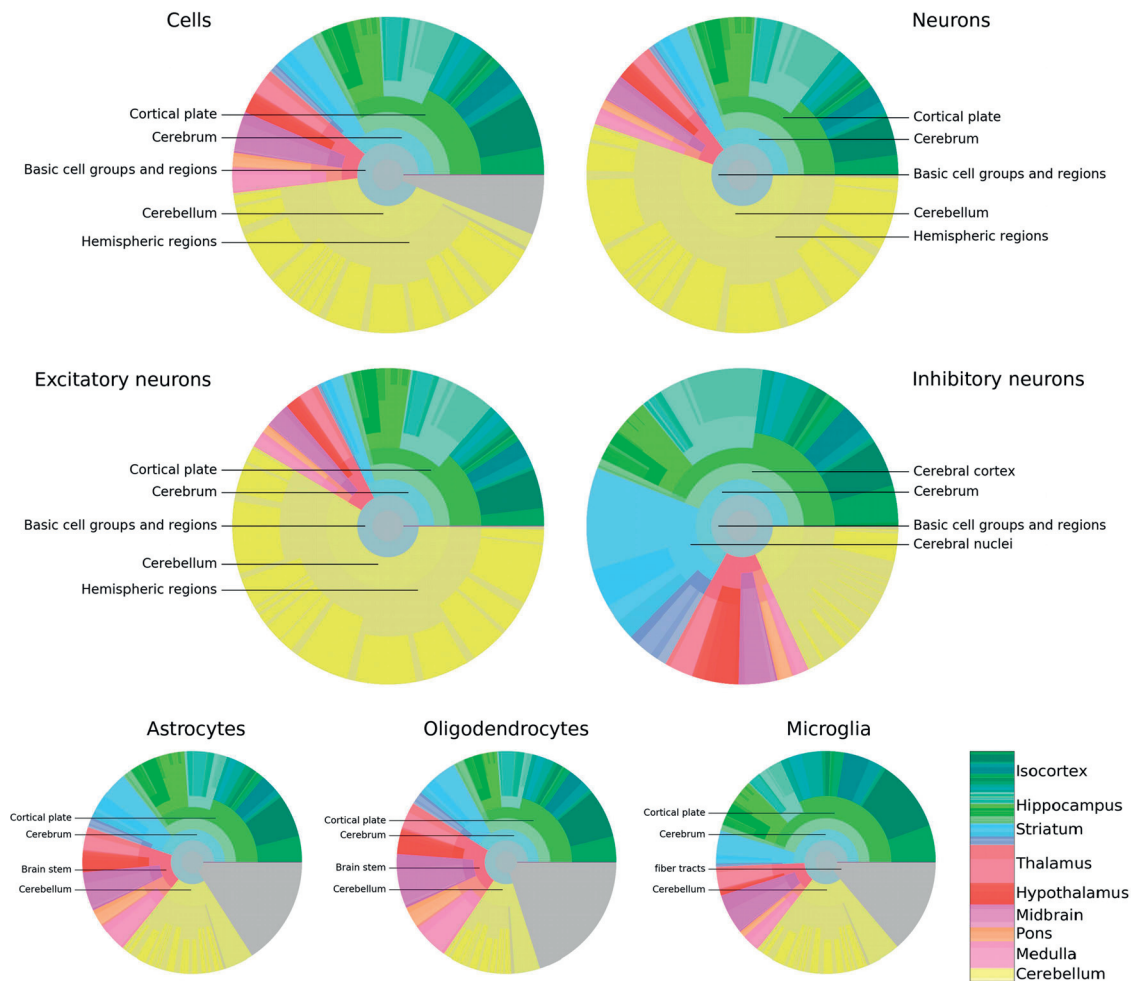 Cells
Cortical plate
Cerebrum
Basic cell groups and regions
Cerebellum
Hemispheric regions
Neurons
Cortical plate
Cerebrum
Basic cell groups and regions
Cerebellum
Hemispheric regions
Excitatory neurons
Cortical plate
Cerebrum
Basic cell groups and regions
Cerebellum
Hemispheric regions
Inhibitory neurons
Cerebral cortex
Cerebrum
Basic cell groups and regions
Cerebral nuclei
Astrocytes
Cortical plate
Cerebrum
Brain stem
Cerebellum
Oligodendrocytes
Cortical plate
Cerebrum
Brain stem
Cerebellum
Microglia
Cortical plate
Cerebrum
fiber tracts
Cerebellum
Isocortex
Hippocampus
Striatum
Thalamus
Hypothalamus
Midbrain
Pons
Medulla
Cerebellum